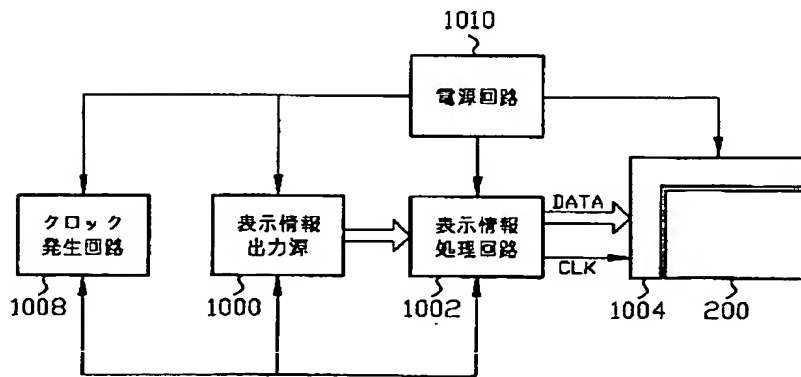 1010
電源回路
クロック
発生回路
表示情報
出力源
表示情報
処理回路
DATA
CLK
1008
1000
1002
1004
200